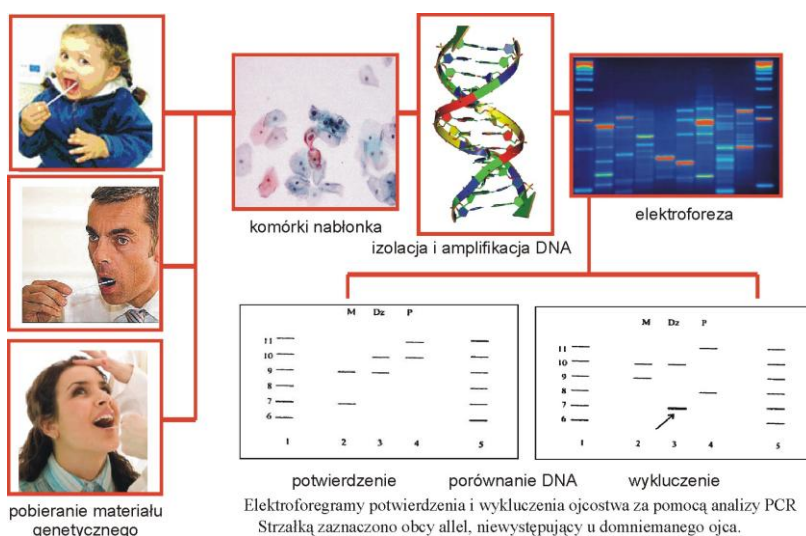 komórki nabłonka
izolacja i amplifikacja DNA
elektroforeza
M Dz P
11
10
9
8
7
6
1 2 3 4 5
M Dz P
11
10
9
8
7
6
1 2 3 4 5
potwierdzenie porównanie DNA wykluczenie
pobieranie materiału
genetycznego
Elektroforegramy potwierdzenia i wykluczenia ojcostwa za pomocą analizy PCR
Strzałką zaznaczono obcy allel, niewystępujący u domniemanego ojca.